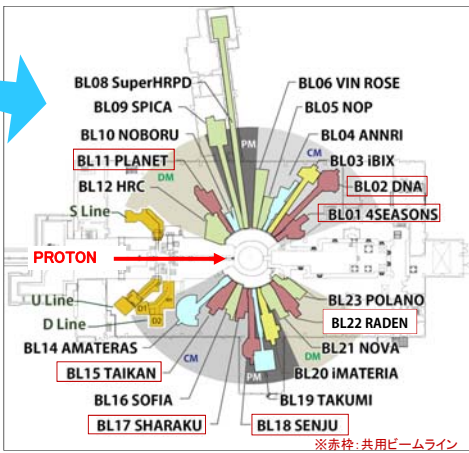 BL08 SuperHRPD
BL09 SPICA
BL10 NOBORU
BL11 PLANET
BL12 HRC
DM
S Line
PROTON
U Line
D Line
D1
D2
BL14 AMATERAS
BL15 TAIKAN
BL16 SOFIA
BL17 SHARAKU
CM
PM
BL06 VIN ROSE
BL05 NOP
BL04 ANNRI
CM
BL03 iBIX
BL02 DNA
BL01 4SEASONS
BL23 POLANO
BL22 RADEN
BL21 NOVA
DM
BL20 iMATERIA
BL19 TAKUMI
PM
BL18 SENJU
※赤枠:共用ビームライン